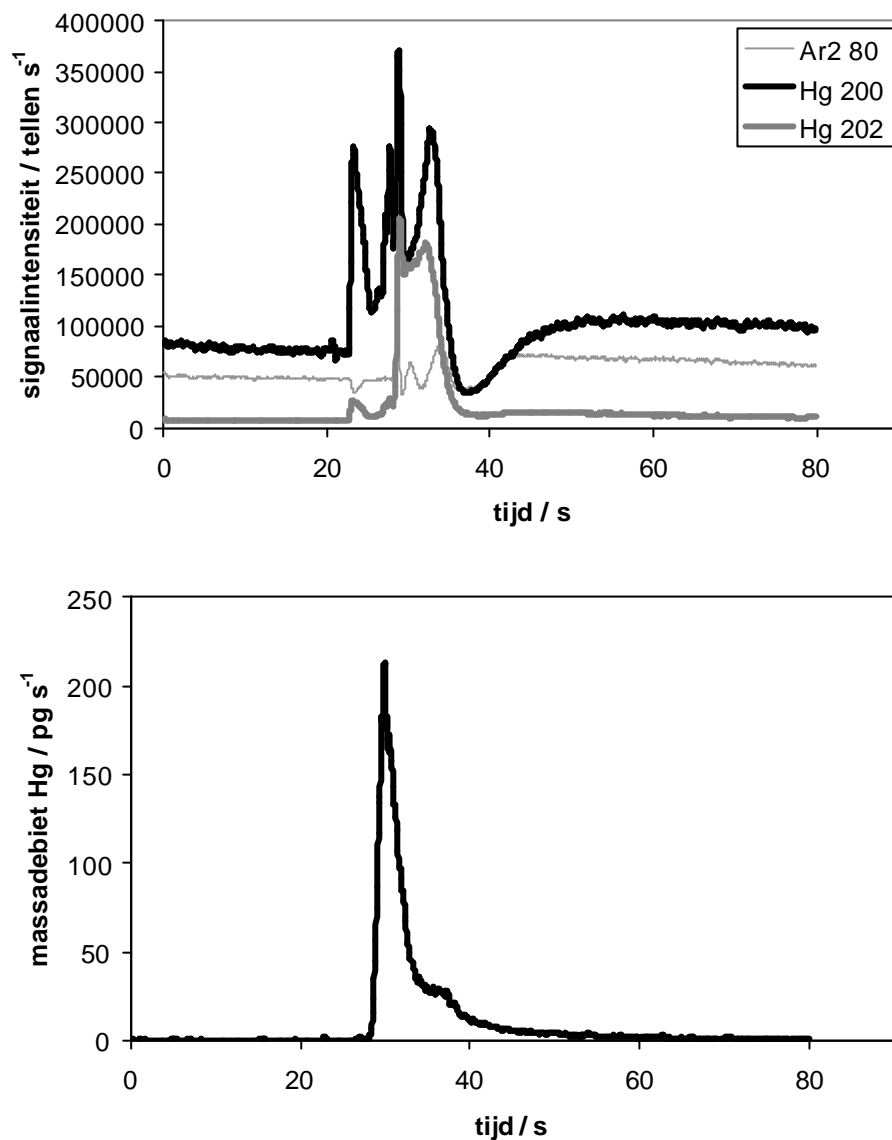 400000
350000
300000
250000
200000
150000
100000
50000
0
signaalintensiteit / tellen s-1
Ar2 80
Hg 200
Hg 202
0 20 40 60 80
tijd / s
250
200
150
100
50
0
massadebiet Hg / pg s-1
0 20 40 60 80
tijd / s